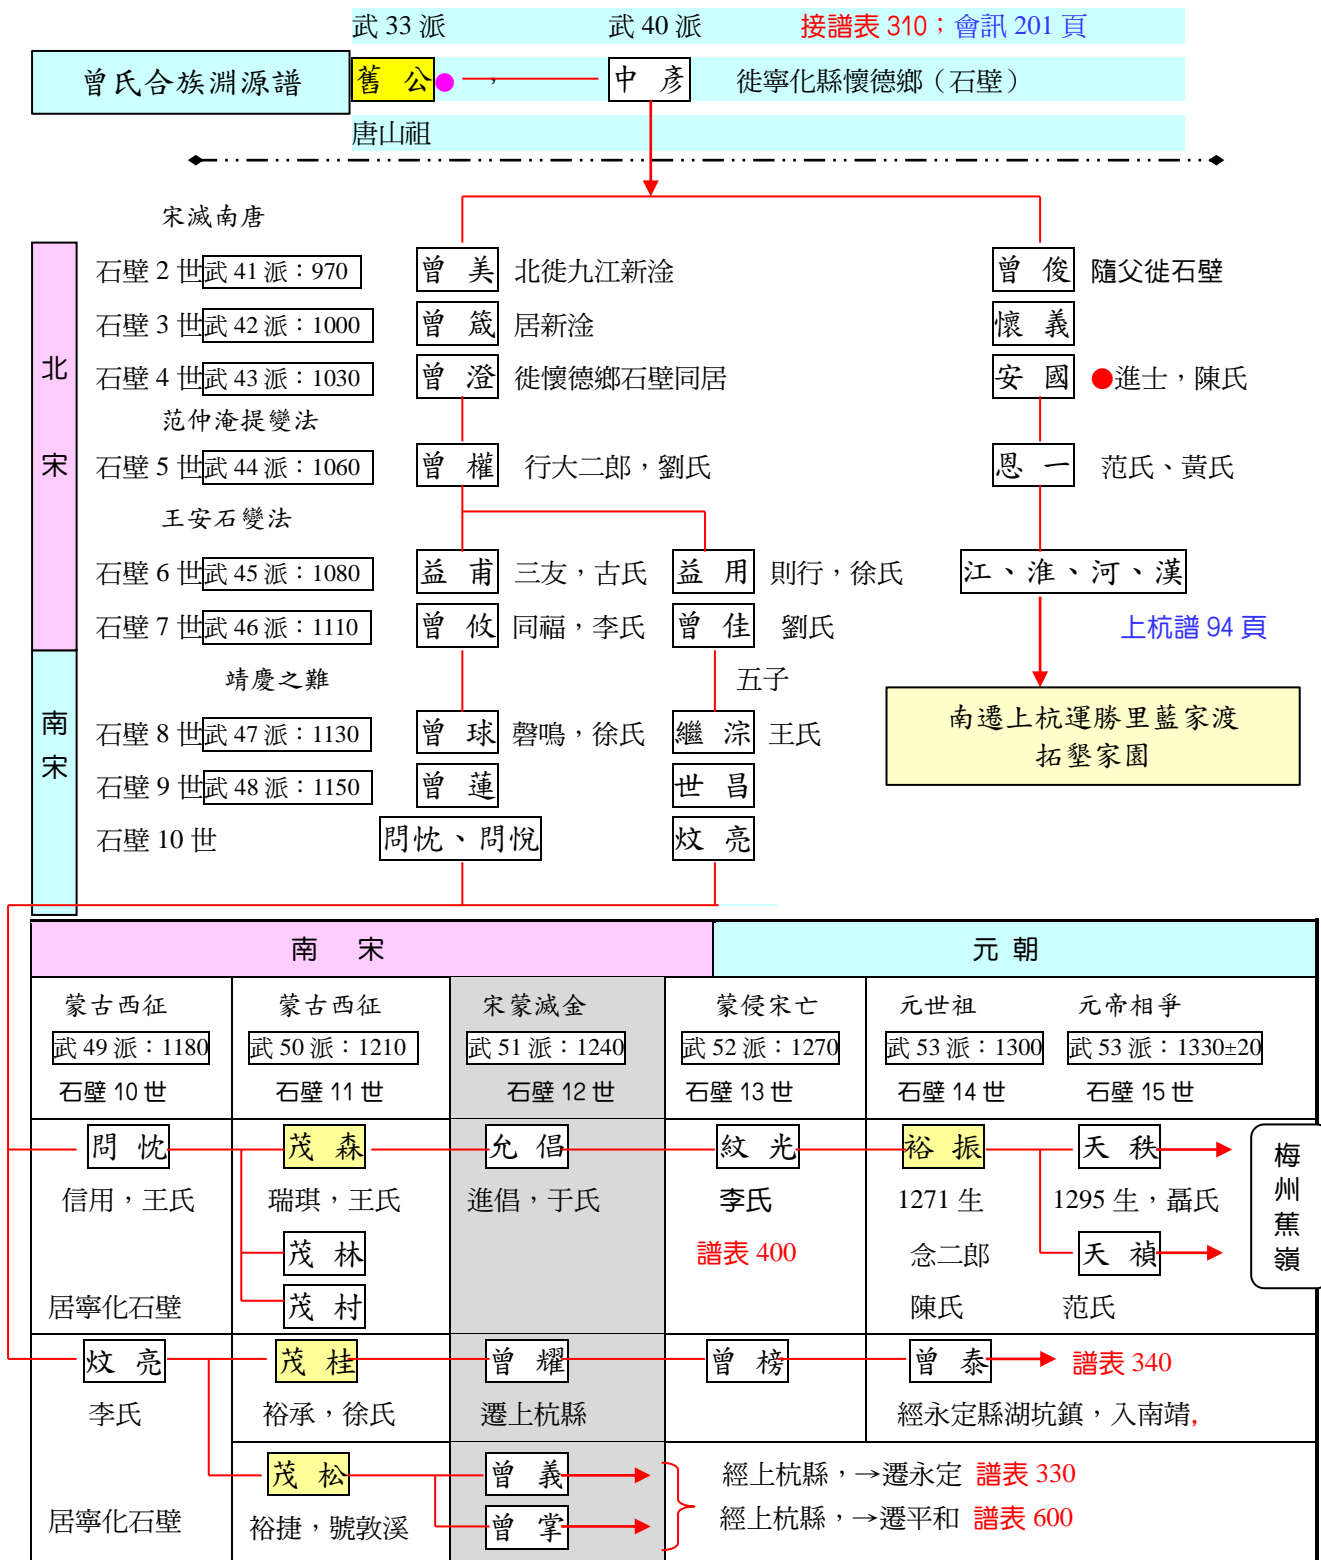 武 33 派 武 40 派 接譜表 310；會訊 201 頁
曾氏合族淵源譜 舊 公 ， 中 彥 徙寧化縣懷德鄉（石壁）
唐山祖
宋滅南唐
北宋
石壁 2 世 武 41 派：970 曾 美 北徙九江新淦 曾 俊 隨父徙石壁
石壁 3 世 武 42 派：1000 曾 箴 居新淦 懷 義
石壁 4 世 武 43 派：1030 曾 澄 徙懷德鄉石壁同居 安 國 ●進士，陳氏
范仲淹提變法
石壁 5 世 武 44 派：1060 曾 權 行大二郎，劉氏 恩 一 范氏、黃氏
王安石變法
石壁 6 世 武 45 派：1080 益 甫 三友，古氏 益 用 則行，徐氏 江、淮、河、漢
石壁 7 世 武 46 派：1110 曾 攸 同福，李氏 曾 佳 劉氏 上杭譜 94 頁
南宋
靖慶之難 五子
南遷上杭運勝里藍家渡
拓墾家園
石壁 8 世 武 47 派：1130 曾 球 磬鳴，徐氏 繼 淙 王氏
石壁 9 世 武 48 派：1150 曾 蓮 世 昌
石壁 10 世 問忱、問悅 炆 亮
南 宋 元 朝
蒙古西征 蒙古西征 宋蒙滅金 蒙侵宋亡 元世祖 元帝相爭
武 49 派：1180 武 50 派：1210 武 51 派：1240 武 52 派：1270 武 53 派：1300 武 53 派：1330±20
石壁 10 世 石壁 11 世 石壁 12 世 石壁 13 世 石壁 14 世 石壁 15 世
問 忱 茂 森 允 倡 紋 光 裕 振 天 秩
梅州蕉嶺
信用，王氏 瑞琪，王氏 進倡，于氏 李氏 1271 生 1295 生，聶氏
茂 林 譜表 400 念二郎 天 禎
居寧化石壁 茂 村 陳氏 范氏
炆 亮 茂 桂 曾 耀 曾 榜 曾 泰 譜表 340
李氏 裕承，徐氏 遷上杭縣 經永定縣湖坑鎮，入南靖,
茂 松 曾 義 經上杭縣，→遷永定 譜表 330
居寧化石壁 裕捷，號敦溪 曾 掌 經上杭縣，→遷平和 譜表 600